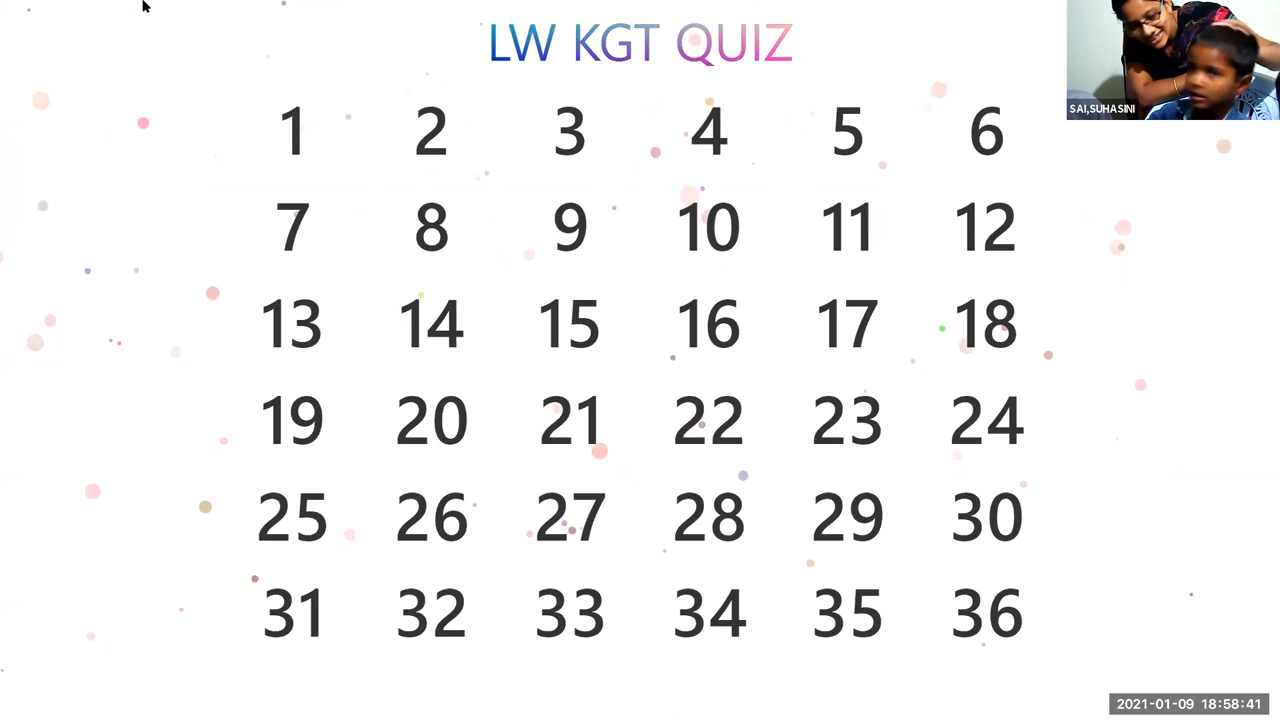 LW KGT QUIZ
SAI,SUHASINI
1 2 3 4 5 6
7 8 9 10 11 12
13 14 15 16 17 18
19 20 21 22 23 24
25 26 27 28 29 30
31 32 33 34 35 36
2021-01-09 18:58:41